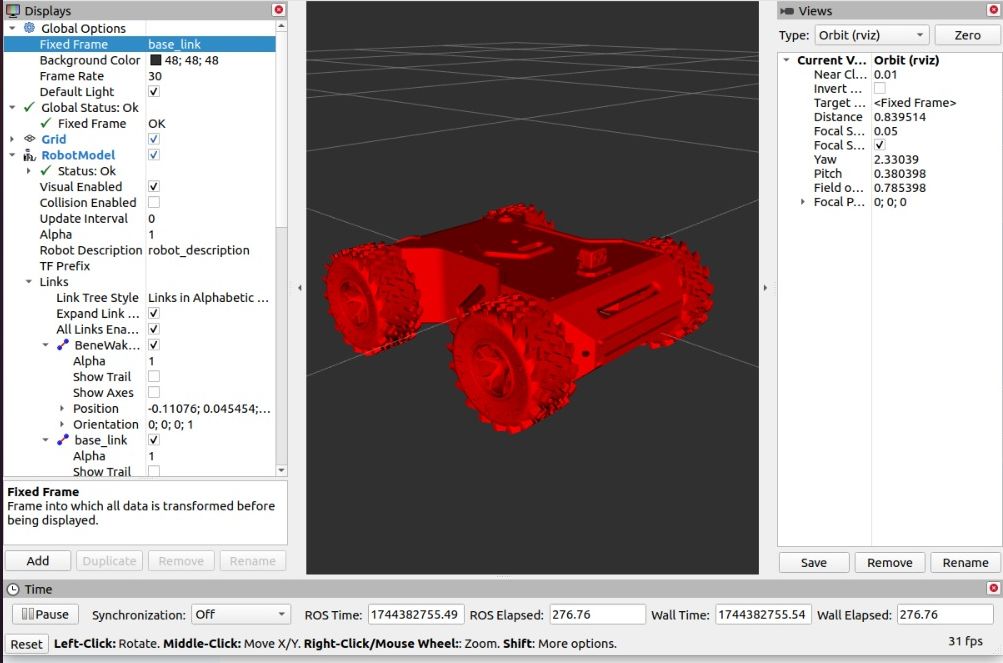 Displays
Global Options
Fixed Frame base_link
Background Color 48; 48; 48
Frame Rate 30
Default Light
Global Status: Ok
Fixed Frame OK
Grid
RobotModel
Status: Ok
Visual Enabled
Collision Enabled
Update Interval 0
Alpha 1
Robot Description robot_description
TF Prefix
Links
Link Tree Style Links in Alphabetic ...
Expand Link ...
All Links Ena...
BeneWak...
Alpha 1
Show Trail
Show Axes
Position -0.11076; 0.045454;...
Orientation 0; 0; 0; 1
base_link
Alpha 1
Show Trail
Fixed Frame
Frame into which all data is transformed before
being displayed.
Add Duplicate Remove Rename
Views
Type: Orbit (rviz) Zero
Current V... Orbit (rviz)
Near Cl... 0.01
Invert ...
Target ... <Fixed Frame>
Distance 0.839514
Focal S... 0.05
Focal S...
Yaw 2.33039
Pitch 0.380398
Field o... 0.785398
Focal P... 0; 0; 0
Save Remove Rename
Time
Pause Synchronization: Off ROS Time: 1744382755.49 ROS Elapsed: 276.76 Wall Time: 1744382755.54 Wall Elapsed: 276.76
Reset Left-Click: Rotate. Middle-Click: Move X/Y. Right-Click/Mouse Wheel:: Zoom. Shift: More options. 31 fps